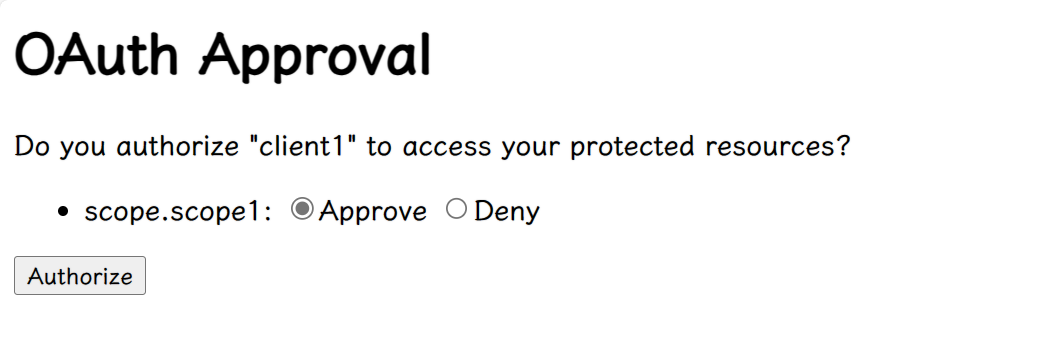 OAuth Approval
Do you authorize "client1" to access your protected resources?
• scope.scope1: Approve Deny
Authorize